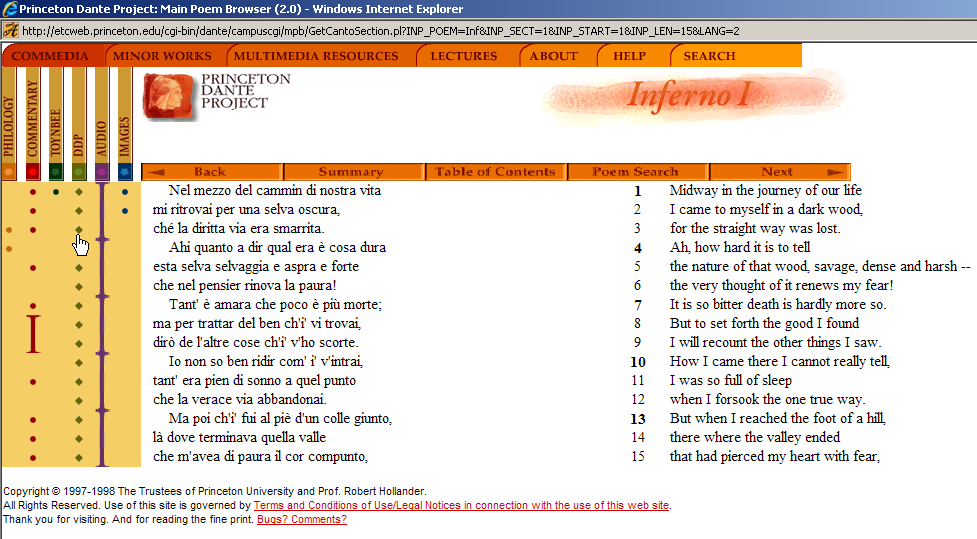 Princeton Dante Project: Main Poem Browser (2.0) - Windows Internet Explorer
http://etcweb.princeton.edu/cgi-bin/dante/campuscgi/mpb/GetCantoSection.pl?INP_POEM=Inf&INP_SECT=1&INP_START=1&INP_LEN=15&LANG=2
COMMEDIA MINOR WORKS MULTIMEDIA RESOURCES LECTURES ABOUT HELP SEARCH
PHILOLOGY
COMMENTARY
TOYNBEE
DDP
AUDIO
IMAGES
PRINCETON
DANTE
PROJECT
Inferno I
Back Summary Table of Contents Poem Search Next
Nel mezzo del cammin di nostra vita 1 Midway in the journey of our life
mi ritrovai per una selva oscura, 2 I came to myself in a dark wood,
ché la diritta via era smarrita. 3 for the straight way was lost.
Ahi quanto a dir qual era è cosa dura 4 Ah, how hard it is to tell
esta selva selvaggia e aspra e forte 5 the nature of that wood, savage, dense and harsh --
che nel pensier rinova la paura! 6 the very thought of it renews my fear!
Tant' è amara che poco è più morte; 7 It is so bitter death is hardly more so.
ma per trattar del ben ch'i' vi trovai, 8 But to set forth the good I found
dirò de l'altre cose ch'i' v'ho scorte. 9 I will recount the other things I saw.
Io non so ben ridir com' i' v'intrai, 10 How I came there I cannot really tell,
tant' era pien di sonno a quel punto 11 I was so full of sleep
che la verace via abbandonai. 12 when I forsook the one true way.
Ma poi ch'i' fui al piè d'un colle giunto, 13 But when I reached the foot of a hill,
là dove terminava quella valle 14 there where the valley ended
che m'avea di paura il cor compunto, 15 that had pierced my heart with fear,
I
Copyright © 1997-1998 The Trustees of Princeton University and Prof. Robert Hollander.
All Rights Reserved. Use of this site is governed by Terms and Conditions of Use/Legal Notices in connection with the use of this web site.
Thank you for visiting. And for reading the fine print. Bugs? Comments?